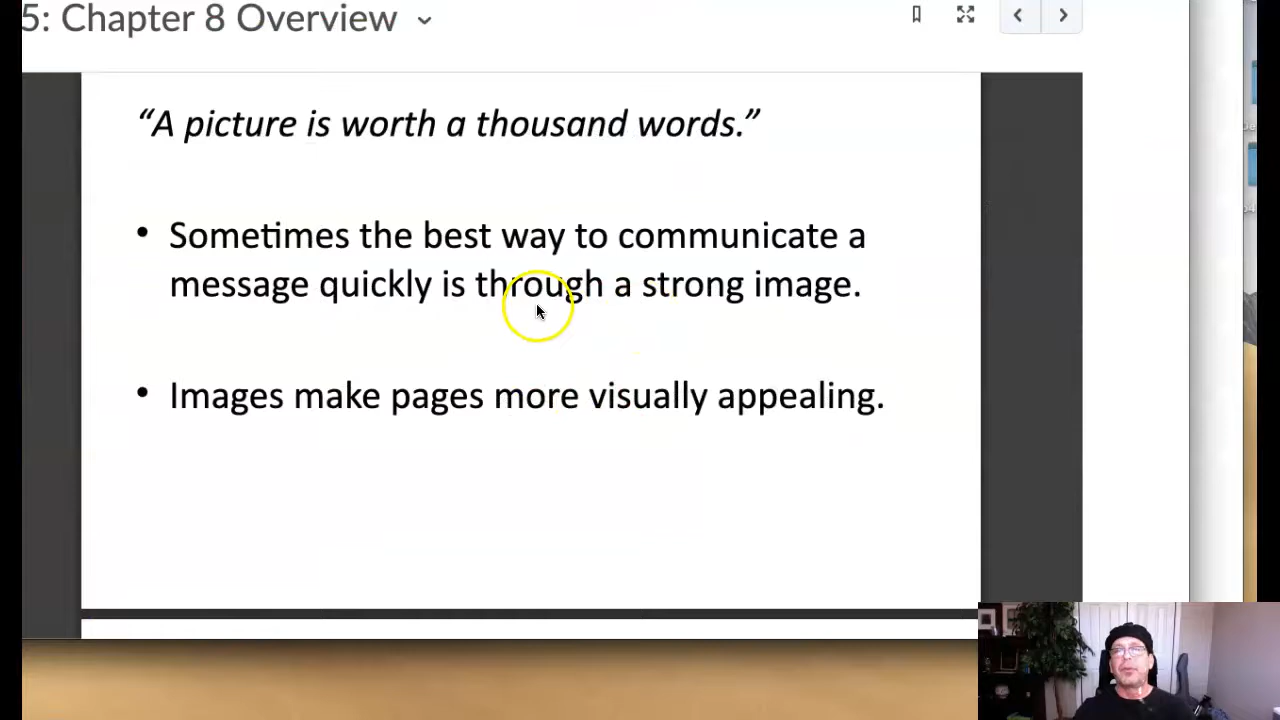 5: Chapter 8 Overview
“A picture is worth a thousand words.”
• Sometimes the best way to communicate a
message quickly is through a strong image.
• Images make pages more visually appealing.